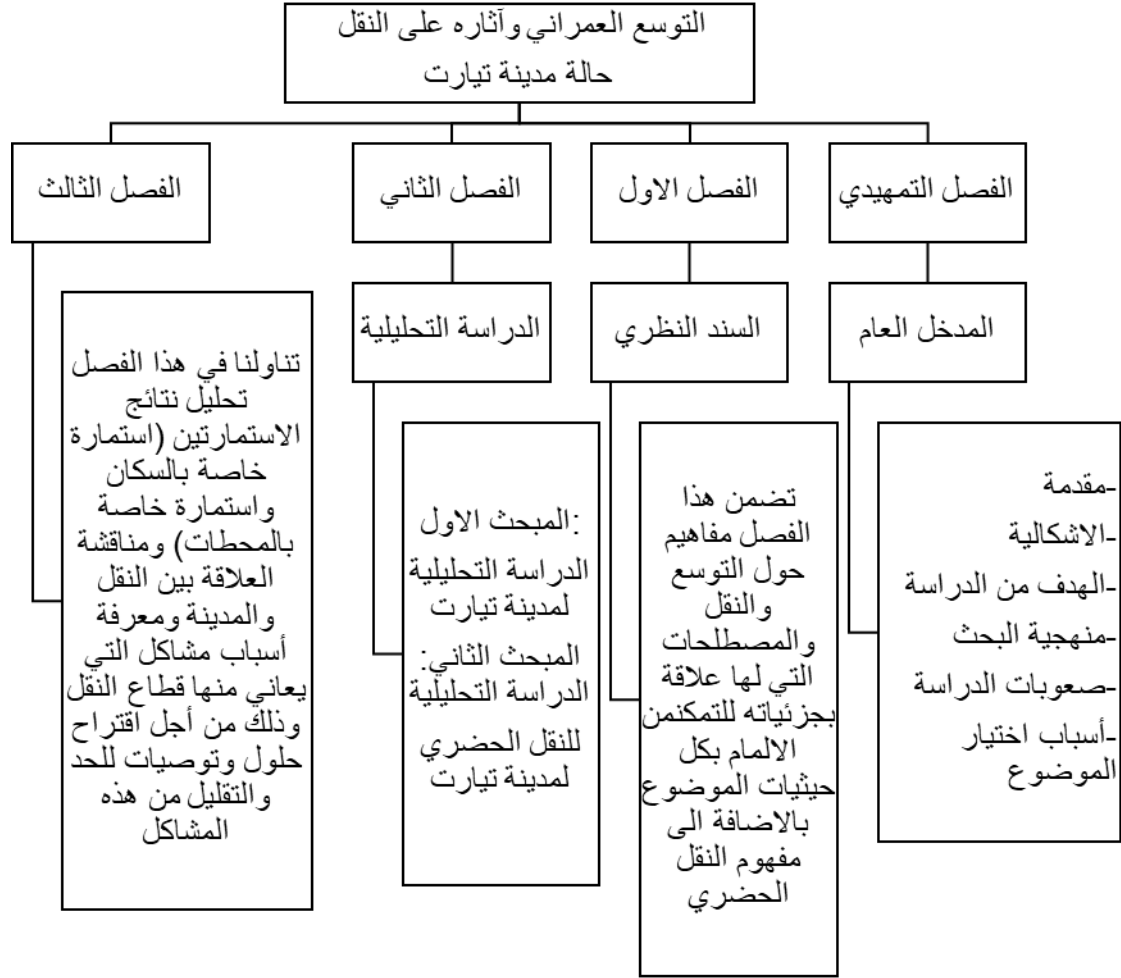 التوسع العمراني وآثاره على النقل
حالة مدينة تيارت
الفصل التمهيدي
المدخل العام
-مقدمة
-الاشكالية
-الهدف من الدراسة
-منهجية البحث
-صعوبات الدراسة
-أسباب اختيار
الموضوع
الفصل الاول
السند النظري
تضمن هذا
الفصل مفاهيم
حول التوسع
والنقل
والمصطلحات
التي لها علاقة
بجزئياته للتمكنمن
الالمام بكل
حيثيات الموضوع
بالاضافة الى
مفهوم النقل
الحضري
الفصل الثاني
الدراسة التحليلية
:المبحث الاول
الدراسة التحليلية
لمدينة تيارت
المبحث الثاني:
الدراسة التحليلية
للنقل الحضري
لمدينة تيارت
الفصل الثالث
تناولنا في هذا الفصل
تحليل نتائج
الاستمارتين (استمارة
خاصة بالسكان
واستمارة خاصة
بالمحطات) ومناقشة
العلاقة بين النقل
والمدينة ومعرفة
أسباب مشاكل التي
يعاني منها قطاع النقل
وذلك من أجل اقتراح
حلول وتوصيات للحد
والتقليل من هذه
المشاكل